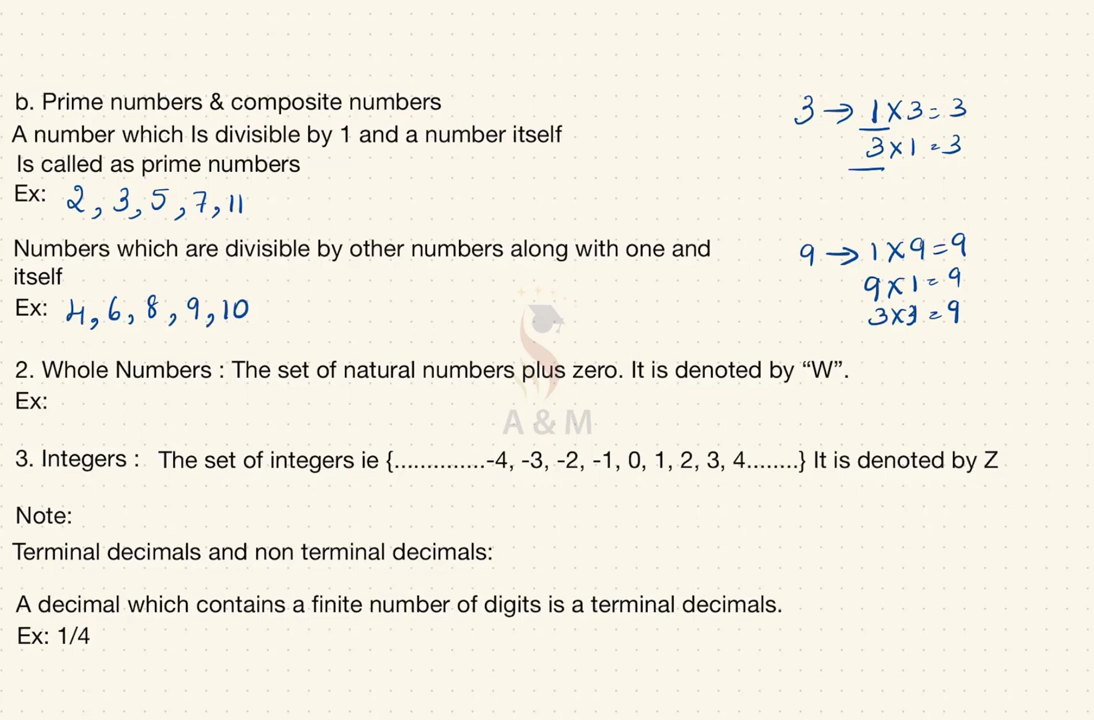 b. Prime numbers & composite numbers
A number which Is divisible by 1 and a number itself
Is called as prime numbers
Ex: 2, 3, 5, 7, 11
3 → 1 X 3 = 3
3 x 1 = 3
Numbers which are divisible by other numbers along with one and
itself
Ex: 4, 6, 8, 9, 10
9 → 1 X 9 = 9
9 X 1 = 9
3 X 3 = 9
2. Whole Numbers : The set of natural numbers plus zero. It is denoted by “W”.
Ex:
A & M
3. Integers : The set of integers ie {..............-4, -3, -2, -1, 0, 1, 2, 3, 4........} It is denoted by Z
Note:
Terminal decimals and non terminal decimals:
A decimal which contains a finite number of digits is a terminal decimals.
Ex: 1/4